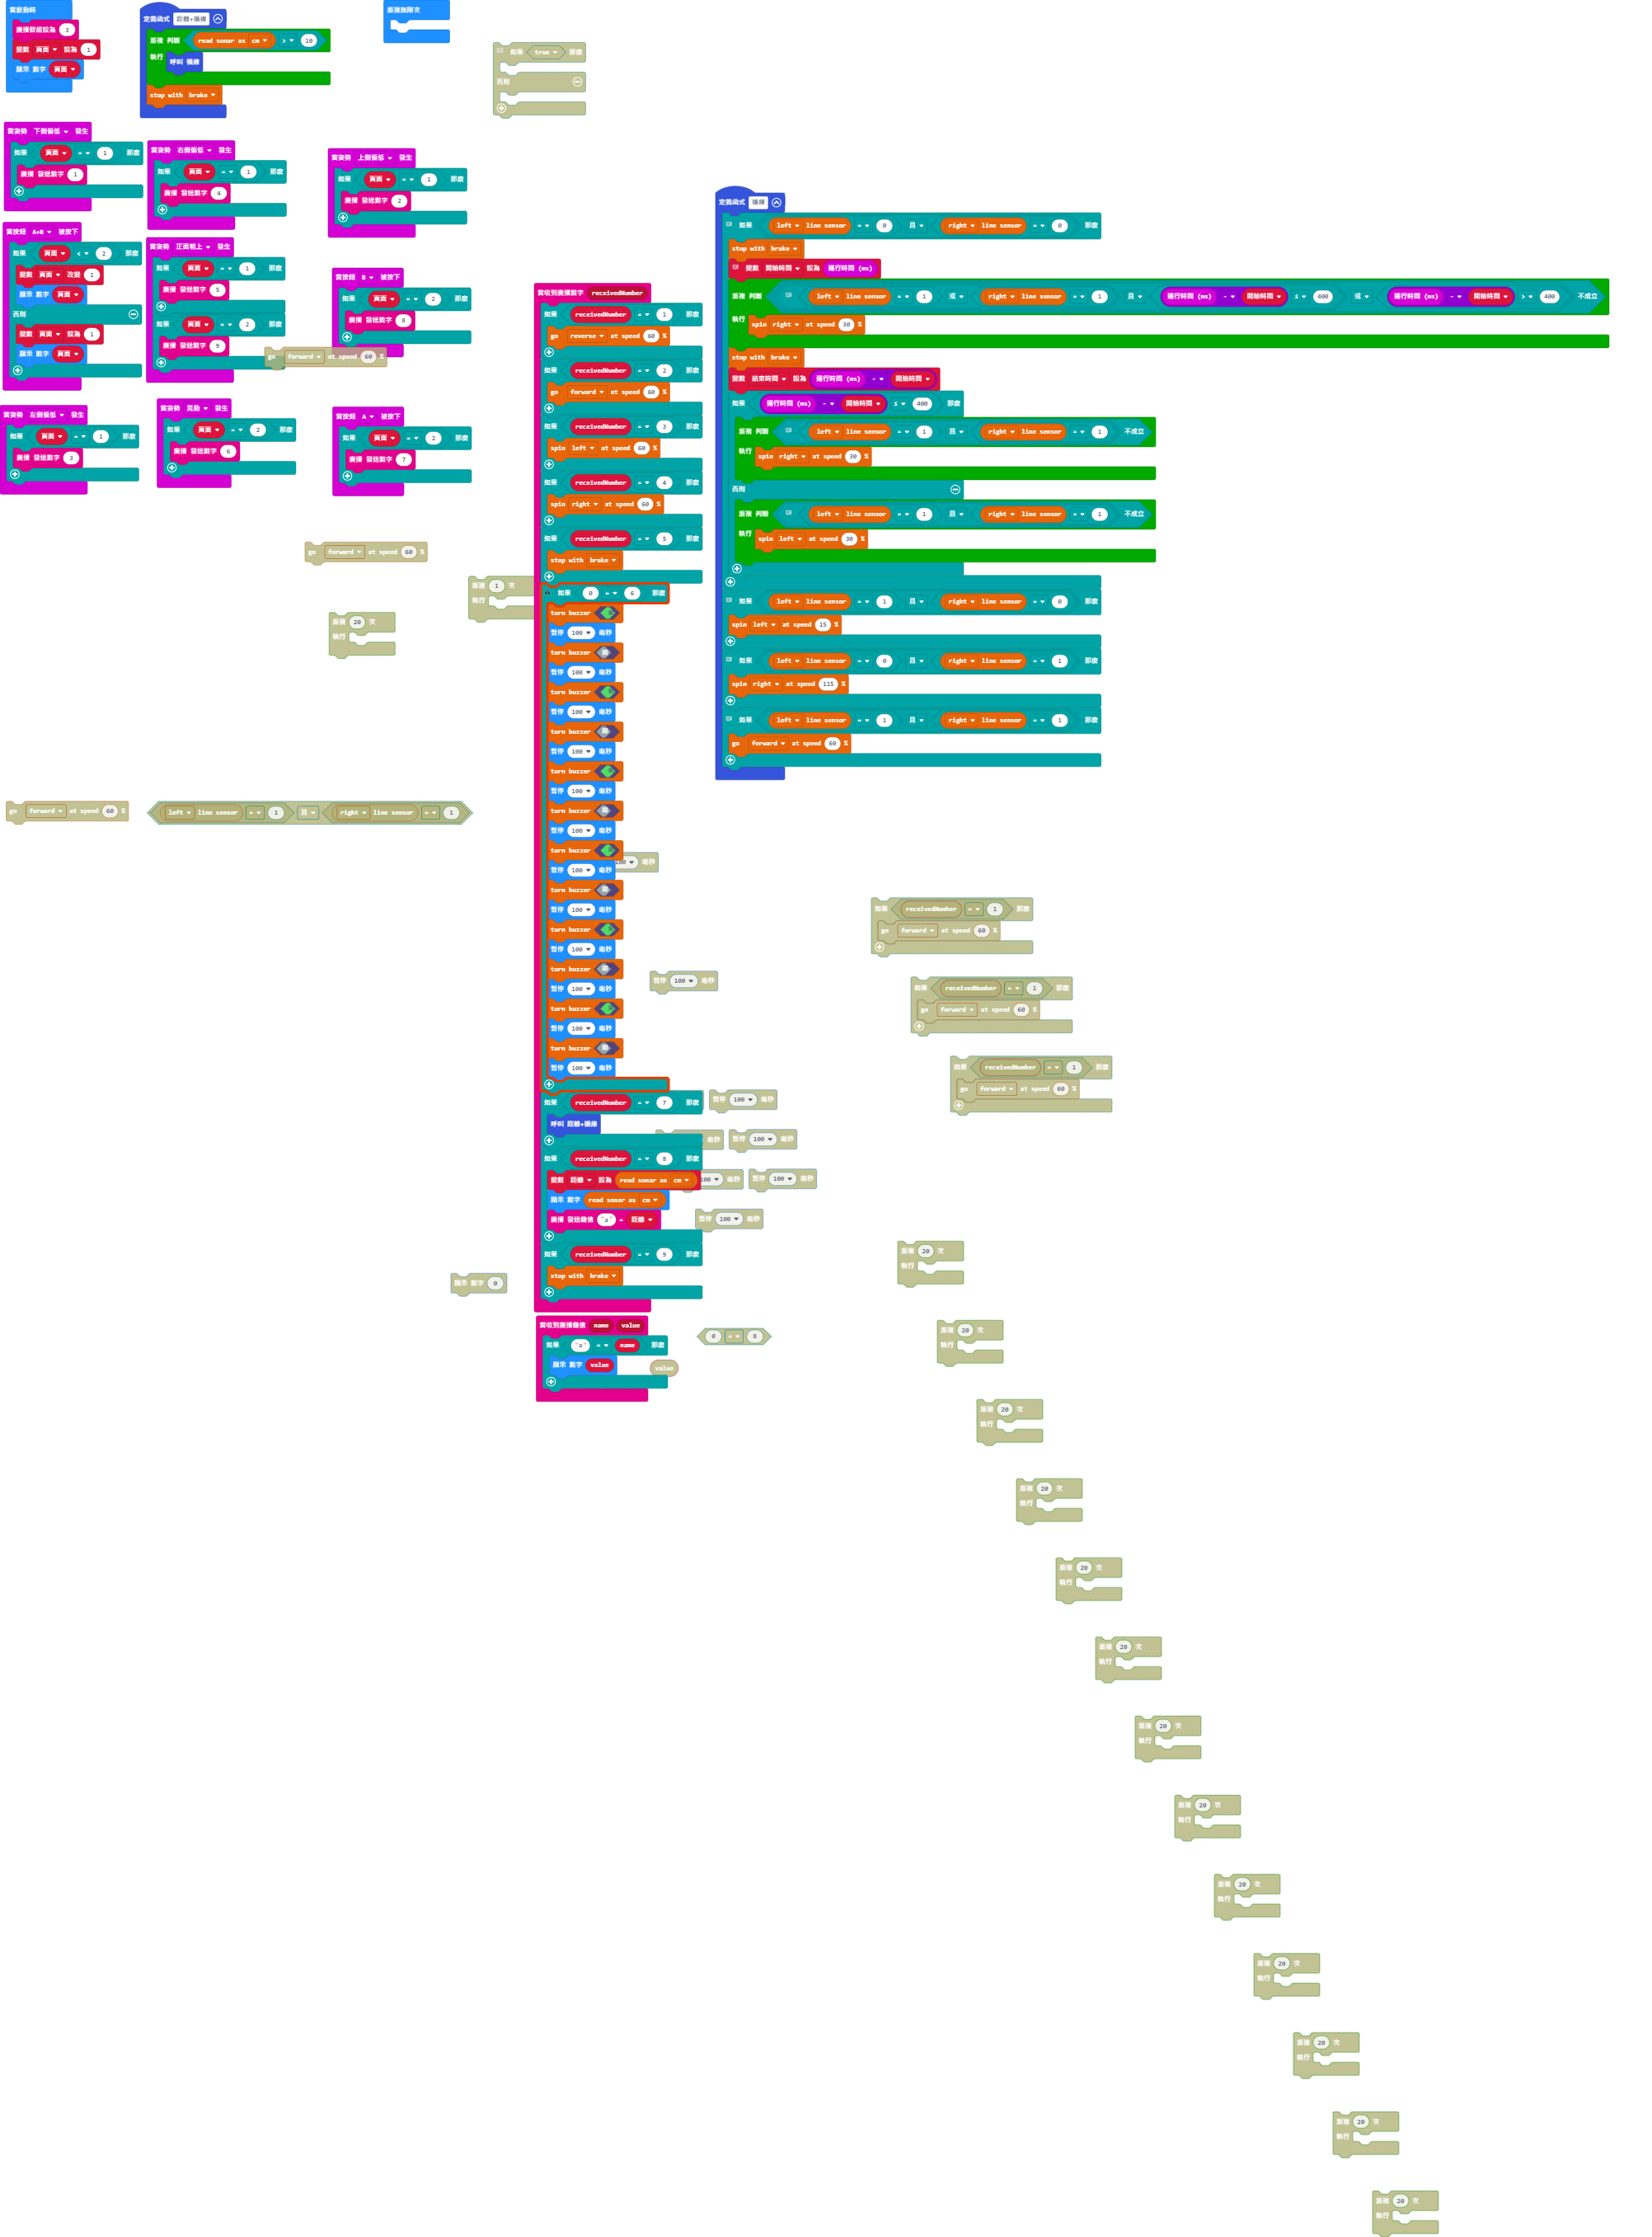 當啟動時
廣播群組設為 3
變數 頁面 設為 1
顯示 數字 頁面
定義函式 距離+循線
重複 判斷 read sonar as cm > 10
執行 呼叫 循線
stop with brake
重複無限次
如果 true 那麼
否則
當姿勢 下側偏低 發生
如果 頁面 = 1 那麼
廣播 發送數字 1
當姿勢 右側偏低 發生
如果 頁面 = 1 那麼
廣播 發送數字 4
當姿勢 上側偏低 發生
如果 頁面 = 1 那麼
廣播 發送數字 2
當按鈕 A+B 被按下
如果 頁面 < 2 那麼
變數 頁面 改變 1
顯示 數字 頁面
否則
變數 頁面 設為 1
顯示 數字 頁面
當姿勢 正面朝上 發生
如果 頁面 = 1 那麼
廣播 發送數字 5
如果 頁面 = 2 那麼
廣播 發送數字 9
當按鈕 B 被按下
如果 頁面 = 2 那麼
廣播 發送數字 8
go forward at speed 60 %
當姿勢 左側偏低 發生
如果 頁面 = 1 那麼
廣播 發送數字 3
當姿勢 晃動 發生
如果 頁面 = 2 那麼
廣播 發送數字 6
當按鈕 A 被按下
如果 頁面 = 2 那麼
廣播 發送數字 7
go forward at speed 60 %
重複 1 次
執行
重複 20 次
執行
go forward at speed 60 %
left line sensor = 1 且 right line sensor = 1
當收到廣播數字 receivedNumber
如果 receivedNumber = 1 那麼
go reverse at speed 60 %
如果 receivedNumber = 2 那麼
go forward at speed 60 %
如果 receivedNumber = 3 那麼
spin left at speed 60 %
如果 receivedNumber = 4 那麼
spin right at speed 60 %
如果 receivedNumber = 5 那麼
stop with brake
如果 0 = 6 那麼
turn buzzer
暫停 100 毫秒
turn buzzer
暫停 100 毫秒
turn buzzer
暫停 100 毫秒
turn buzzer
暫停 100 毫秒
turn buzzer
暫停 100 毫秒
turn buzzer
暫停 100 毫秒
turn buzzer
暫停 100 毫秒
turn buzzer
暫停 100 毫秒
turn buzzer
暫停 100 毫秒
turn buzzer
暫停 100 毫秒
turn buzzer
暫停 100 毫秒
turn buzzer
暫停 100 毫秒
如果 receivedNumber = 7 那麼
呼叫 距離+循線
如果 receivedNumber = 8 那麼
變數 距離 設為 read sonar as cm
顯示 數字 read sonar as cm
廣播 發送鍵值 "a" = 距離
如果 receivedNumber = 9 那麼
stop with brake
當收到廣播鍵值 name value
如果 "a" = name 那麼
顯示 數字 value
value
0 = 8
顯示 數字 0
定義函式 循線
如果 left line sensor = 0 且 right line sensor = 0 那麼
stop with brake
變數 開始時間 設為 運行時間 (ms)
重複 判斷 left line sensor = 1 或 right line sensor = 1 且 運行時間 (ms) - 開始時間 ≤ 400 或 運行時間 (ms) - 開始時間 > 400 不成立
執行 spin right at speed 30 %
stop with brake
變數 結束時間 設為 運行時間 (ms) - 開始時間
如果 運行時間 (ms) - 開始時間 ≤ 400 那麼
重複 判斷 left line sensor = 1 且 right line sensor = 1 不成立
執行 spin right at speed 30 %
否則
重複 判斷 left line sensor = 1 且 right line sensor = 1 不成立
執行 spin left at speed 30 %
如果 left line sensor = 1 且 right line sensor = 0 那麼
spin left at speed 15 %
如果 left line sensor = 0 且 right line sensor = 1 那麼
spin right at speed 115 %
如果 left line sensor = 1 且 right line sensor = 1 那麼
go forward at speed 60 %
100 毫秒
暫停 100 毫秒
暫停 100 毫秒
毫秒
暫停 100 毫秒
100 毫秒
暫停 100 毫秒
暫停 100 毫秒
如果 receivedNumber = 1 那麼
go forward at speed 60 %
如果 receivedNumber = 1 那麼
go forward at speed 60 %
如果 receivedNumber = 1 那麼
go forward at speed 60 %
重複 20 次
執行
重複 20 次
執行
重複 20 次
執行
重複 20 次
執行
重複 20 次
執行
重複 20 次
執行
重複 20 次
執行
重複 20 次
執行
重複 20 次
執行
重複 20 次
執行
重複 20 次
執行
重複 20 次
執行
重複 20 次
執行